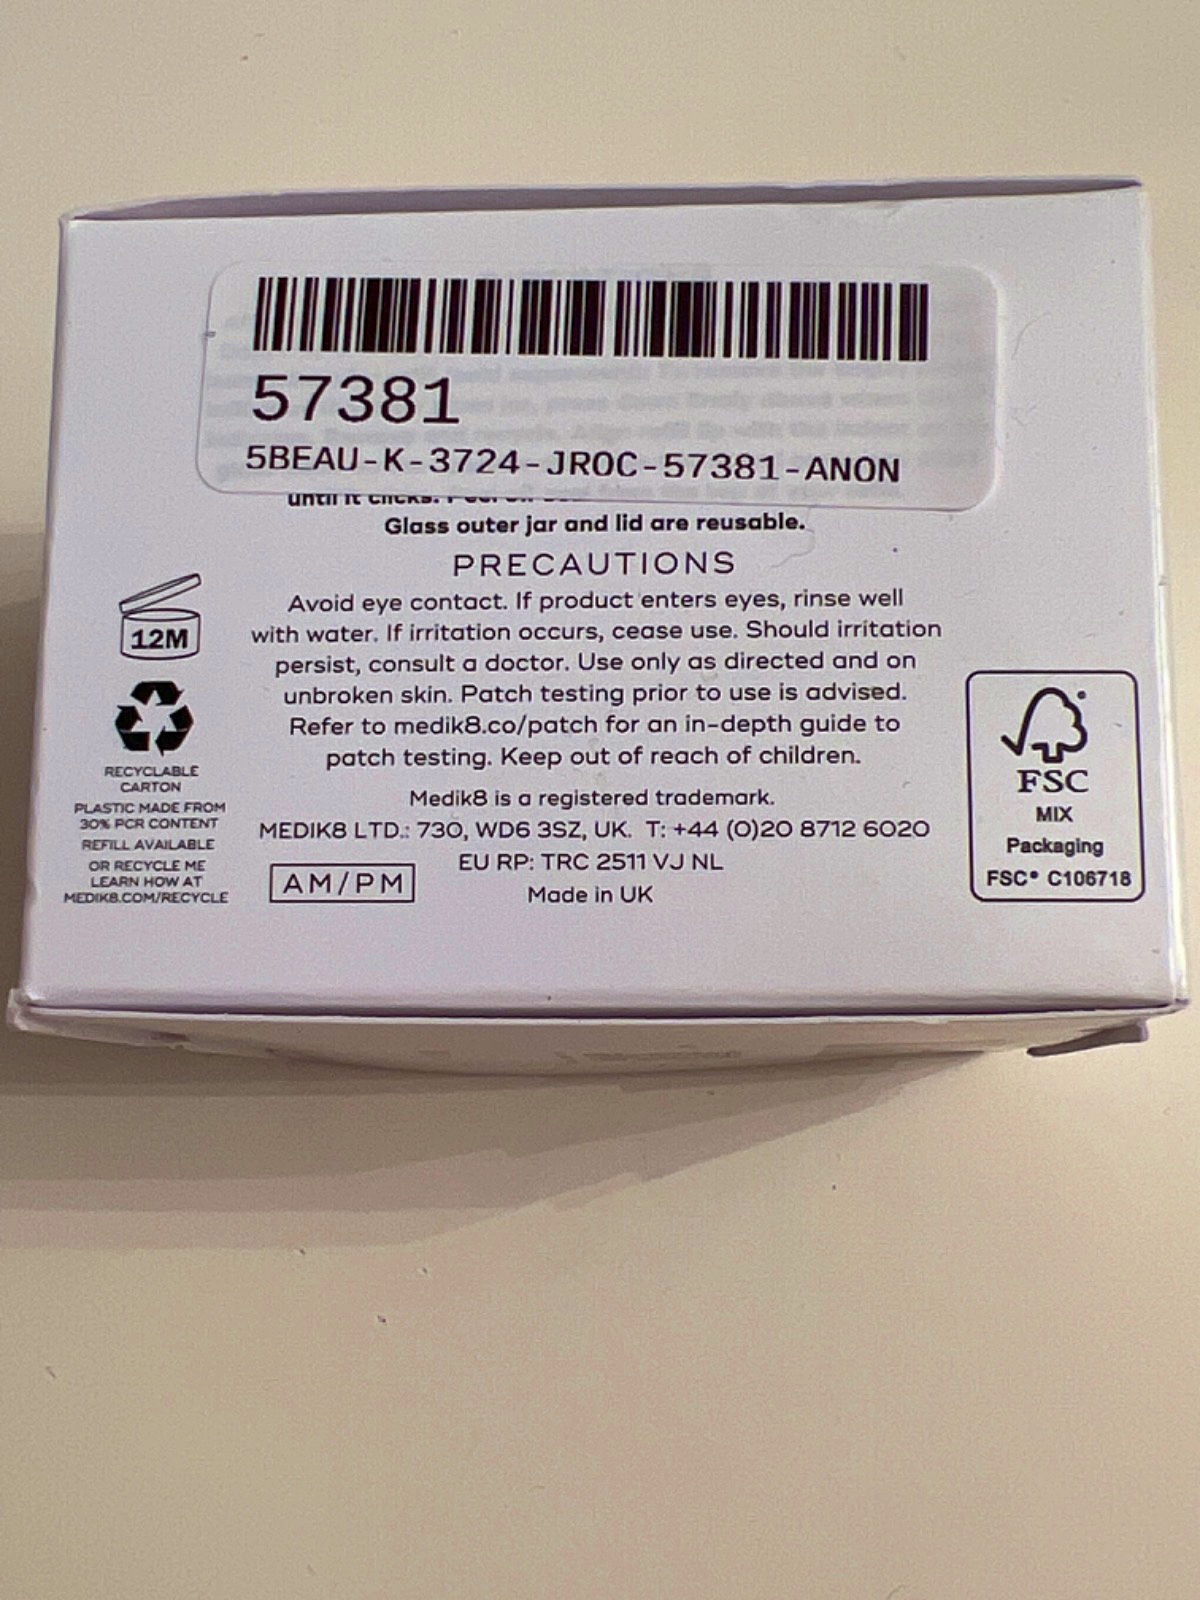 57381
5BEAU-K-3724-JROC-57381-ANON
until it clicks.
Glass outer jar and lid are reusable.
PRECAUTIONS
Avoid eye contact. If product enters eyes, rinse well
with water. If irritation occurs, cease use. Should irritation
persist, consult a doctor. Use only as directed and on
unbroken skin. Patch testing prior to use is advised.
Refer to medik8.co/patch for an in-depth guide to
patch testing. Keep out of reach of children.
Medik8 is a registered trademark.
MEDIK8 LTD.: 730, WD6 3SZ, UK. T: +44 (0)20 8712 6020
EU RP: TRC 2511 VJ NL
Made in UK
AM/PM
12M
RECYCLABLE
CARTON
PLASTIC MADE FROM
30% PCR CONTENT
REFILL AVAILABLE
OR RECYCLE ME
LEARN HOW AT
MEDIK8.COM/RECYCLE
FSC
MIX
Packaging
FSC® C106718